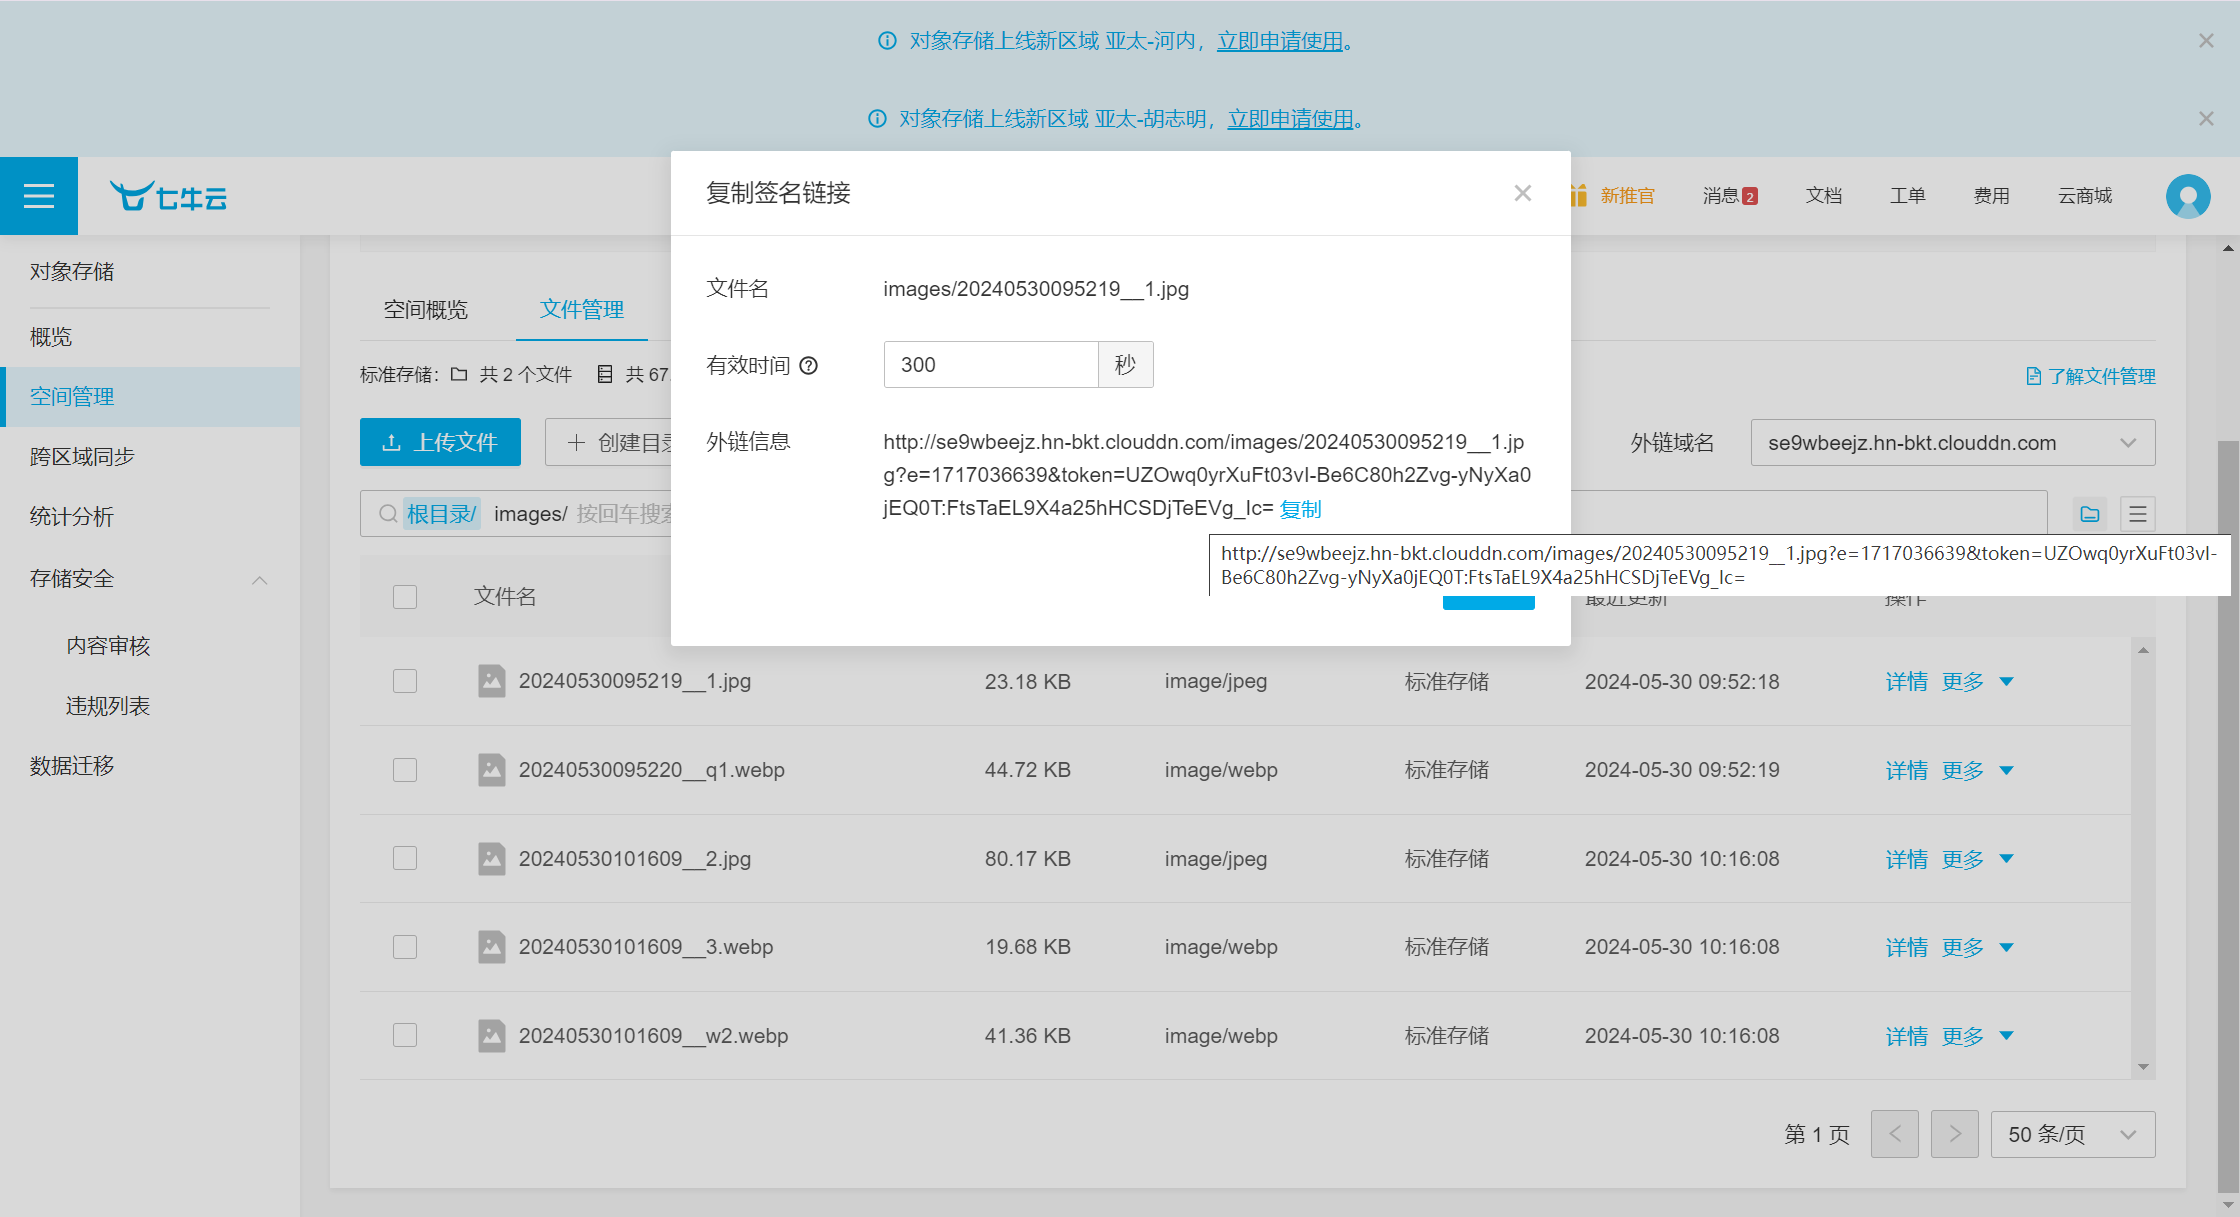 对象存储上线新区域 亚太-河内，立即申请使用。
对象存储上线新区域 亚太-胡志明，立即申请使用。
七牛云
新推官
消息 2
文档
工单
费用
云商城
对象存储
概览
空间管理
跨区域同步
统计分析
存储安全
内容审核
违规列表
数据迁移
空间概览
文件管理
标准存储： 共 2 个文件 共 67
了解文件管理
上传文件
创建目
外链域名
se9wbeejz.hn-bkt.clouddn.com
根目录/ images/ 按回车搜
复制签名链接
文件名
images/20240530095219__1.jpg
有效时间
300 秒
外链信息
http://se9wbeejz.hn-bkt.clouddn.com/images/20240530095219__1.jp
g?e=1717036639&token=UZOwq0yrXuFt03vI-Be6C80h2Zvg-yNyXa0
jEQ0T:FtsTaEL9X4a25hHCSDjTeEVg_Ic= 复制
http://se9wbeejz.hn-bkt.clouddn.com/images/20240530095219__1.jpg?e=1717036639&token=UZOwq0yrXuFt03vI-
Be6C80h2Zvg-yNyXa0jEQ0T:FtsTaEL9X4a25hHCSDjTeEVg_Ic=
文件名
最近更新
操作
20240530095219__1.jpg 23.18 KB image/jpeg 标准存储 2024-05-30 09:52:18 详情 更多
20240530095220__q1.webp 44.72 KB image/webp 标准存储 2024-05-30 09:52:19 详情 更多
20240530101609__2.jpg 80.17 KB image/jpeg 标准存储 2024-05-30 10:16:08 详情 更多
20240530101609__3.webp 19.68 KB image/webp 标准存储 2024-05-30 10:16:08 详情 更多
20240530101609__w2.webp 41.36 KB image/webp 标准存储 2024-05-30 10:16:08 详情 更多
第 1 页
50 条/页